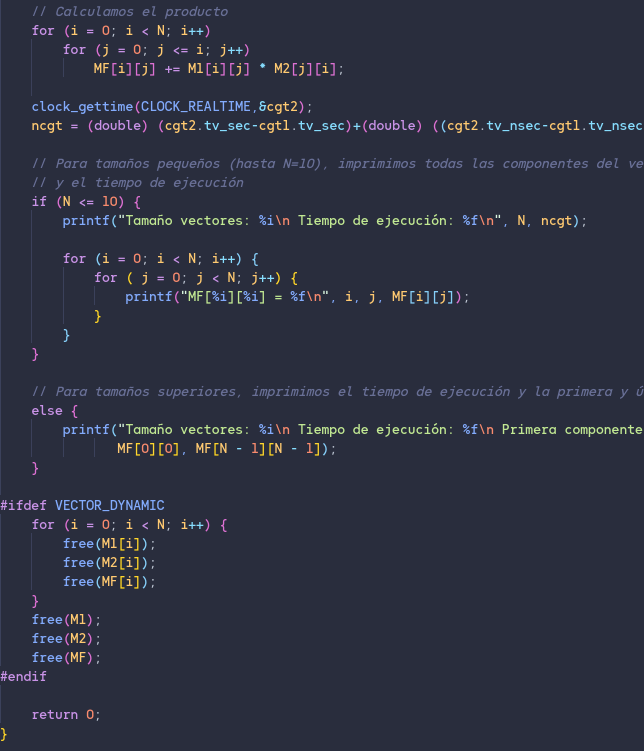 // Calculamos el producto
for (i = 0; i < N; i++)
for (j = 0; j <= i; j++)
MF[i][j] += M1[i][j] * M2[j][i];
clock_gettime(CLOCK_REALTIME,&cgt2);
ncgt = (double) (cgt2.tv_sec-cgt1.tv_sec)+(double) ((cgt2.tv_nsec-cgt1.tv_nsec
// Para tamaños pequeños (hasta N=10), imprimimos todas las componentes del ve
// y el tiempo de ejecución
if (N <= 10) {
printf("Tamaño vectores: %i\n Tiempo de ejecución: %f\n", N, ncgt);
for (i = 0; i < N; i++) {
for ( j = 0; j < N; j++) {
printf("MF[%i][%i] = %f\n", i, j, MF[i][j]);
}
}
}
// Para tamaños superiores, imprimimos el tiempo de ejecución y la primera y ú
else {
printf("Tamaño vectores: %i\n Tiempo de ejecución: %f\n Primera componente
MF[0][0], MF[N - 1][N - 1]);
}
#ifdef VECTOR_DYNAMIC
for (i = 0; i < N; i++) {
free(M1[i]);
free(M2[i]);
free(MF[i]);
}
free(M1);
free(M2);
free(MF);
#endif
return 0;
}